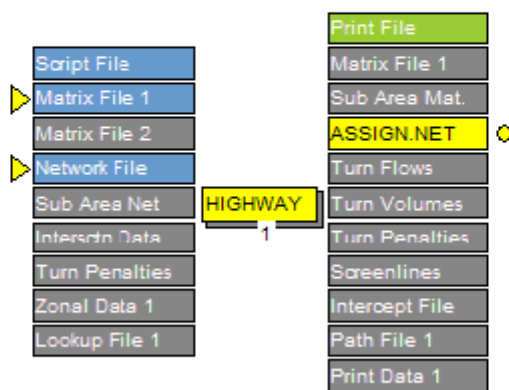 Script File
Matrix File 1
Matrix File 2
Network File
Sub Area Net
Intersctn Data
Turn Penalties
Zonal Data 1
Lookup File 1
HIGHWAY
1
Print File
Matrix File 1
Sub Area Mat.
ASSIGN.NET
Turn Flows
Turn Volumes
Turn Penalties
Screenlines
Intercept File
Path File 1
Print Data 1